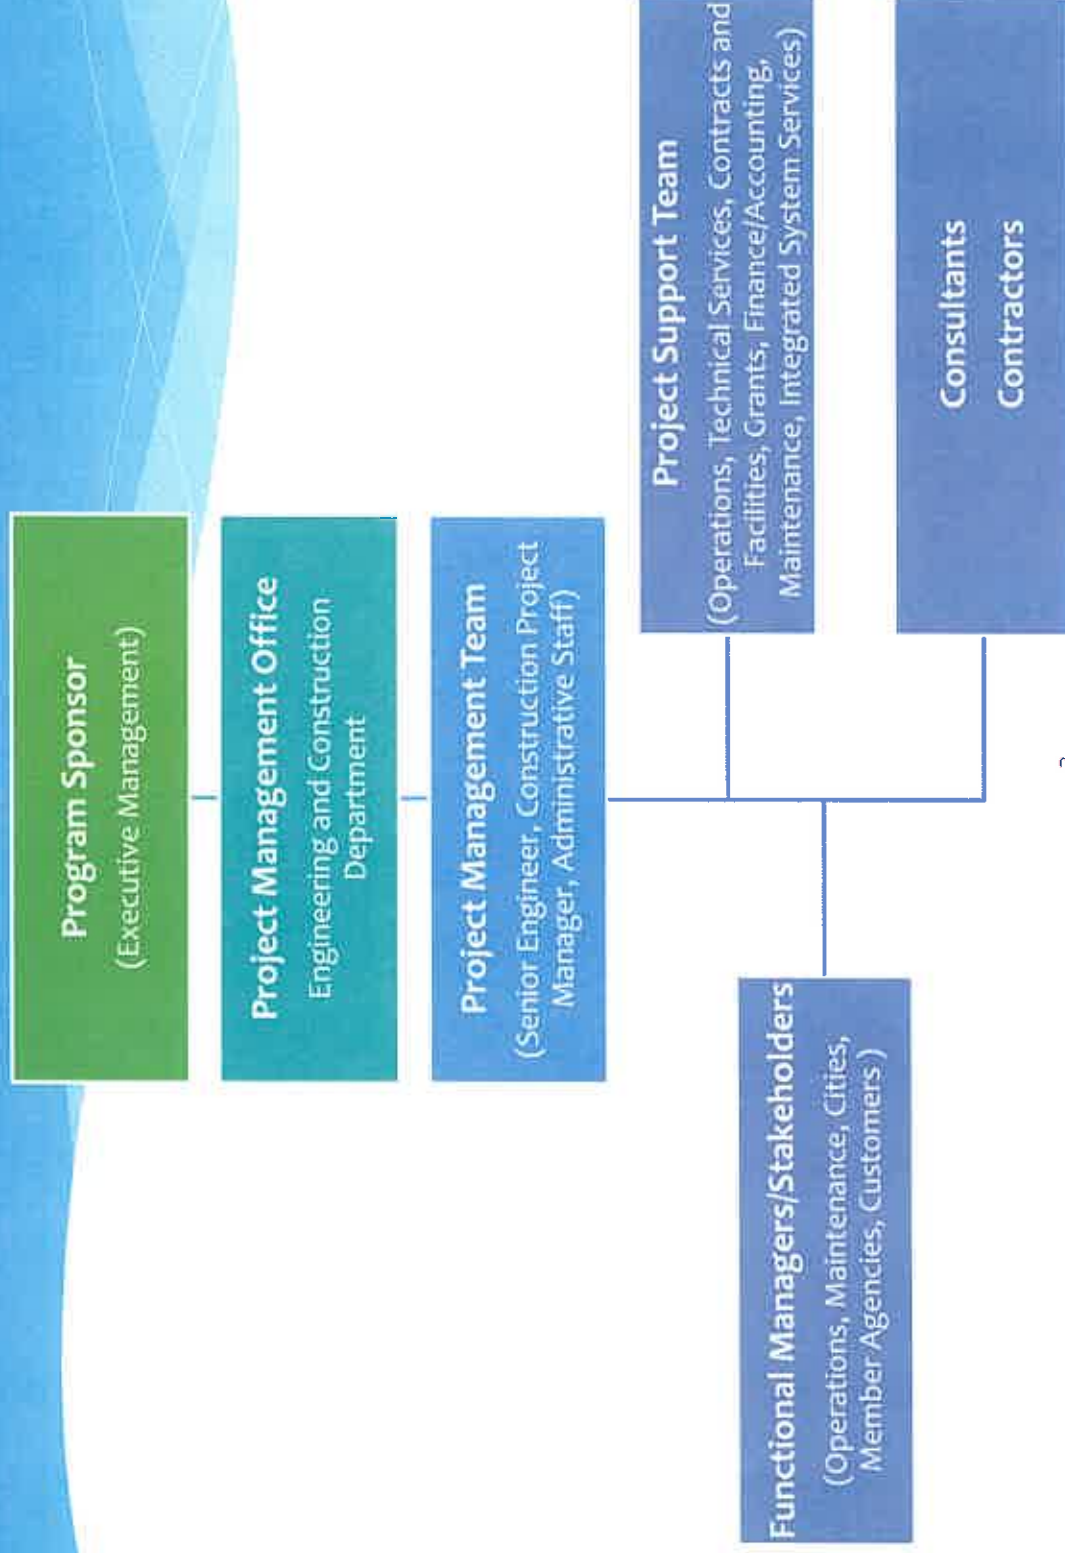 Program Sponsor
(Executive Management)
Project Management Office
Engineering and Construction
Department
Project Management Team
(Senior Engineer, Construction Project
Manager, Administrative Staff)
Functional Managers/Stakeholders
(Operations, Maintenance, Cities,
Member Agencies, Customers )
Project Support Team
(Operations, Technical Services, Contracts and
Facilities, Grants, Finance/Accounting,
Maintenance, Integrated System Services)
Consultants
Contractors